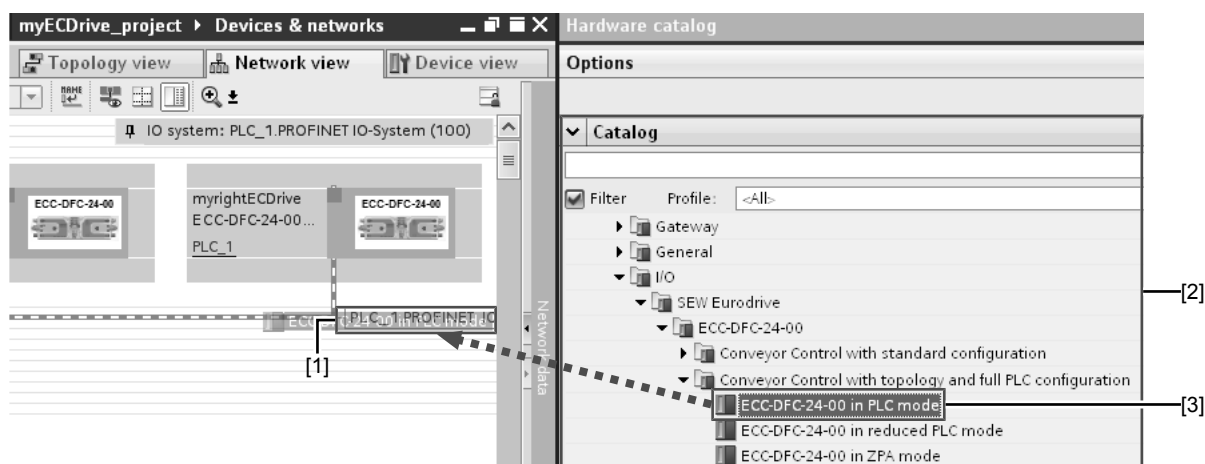 myECDrive_project ▸ Devices & networks
Topology view
Network view
Device view
IO system: PLC_1.PROFINET IO-System (100)
ECC-DFC-24-00
myrightECDrive
ECC-DFC-24-00...
PLC_1
ECC-DFC-24-00
ECC-DFC-24-00 in PLC mode
PLC_1.PROFINET IO
[1]
Network data
Hardware catalog
Options
Catalog
Filter
Profile: <All>
Gateway
General
I/O
SEW Eurodrive
ECC-DFC-24-00
Conveyor Control with standard configuration
Conveyor Control with topology and full PLC configuration
ECC-DFC-24-00 in PLC mode
ECC-DFC-24-00 in reduced PLC mode
ECC-DFC-24-00 in ZPA mode
[2]
[3]